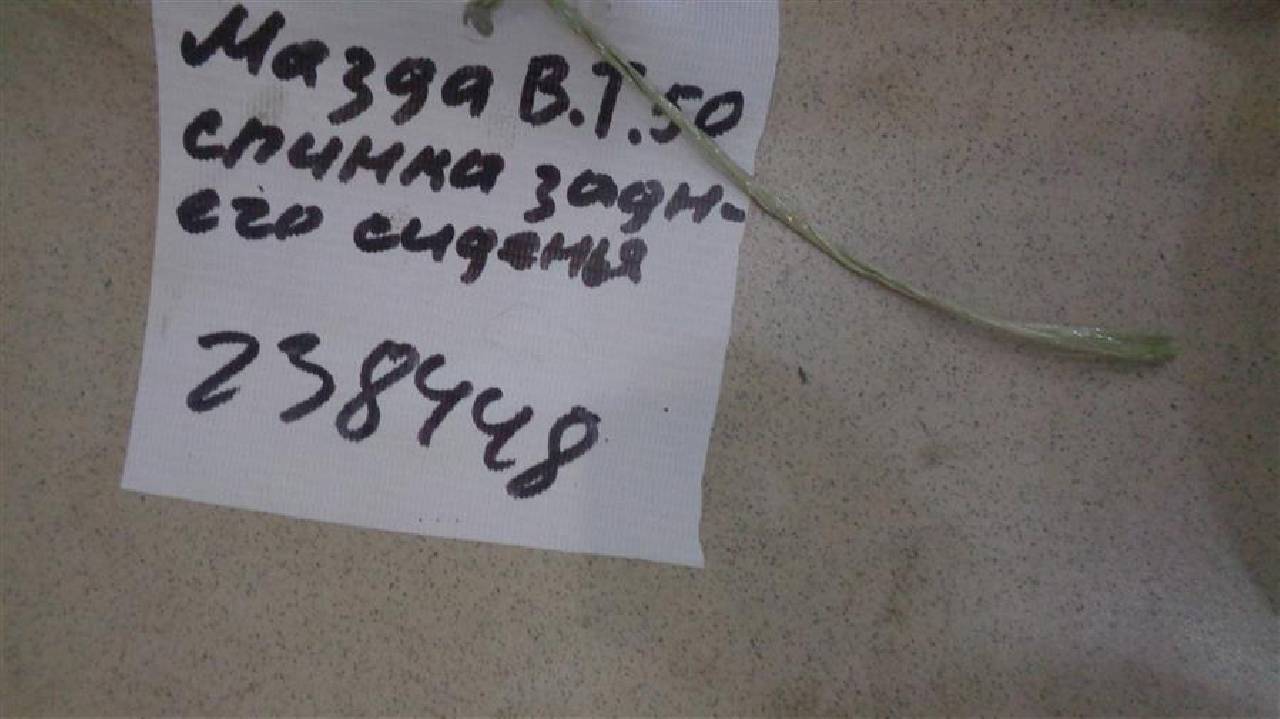 Мазда В.Т.50
спинка задн-
его сиденья
238448